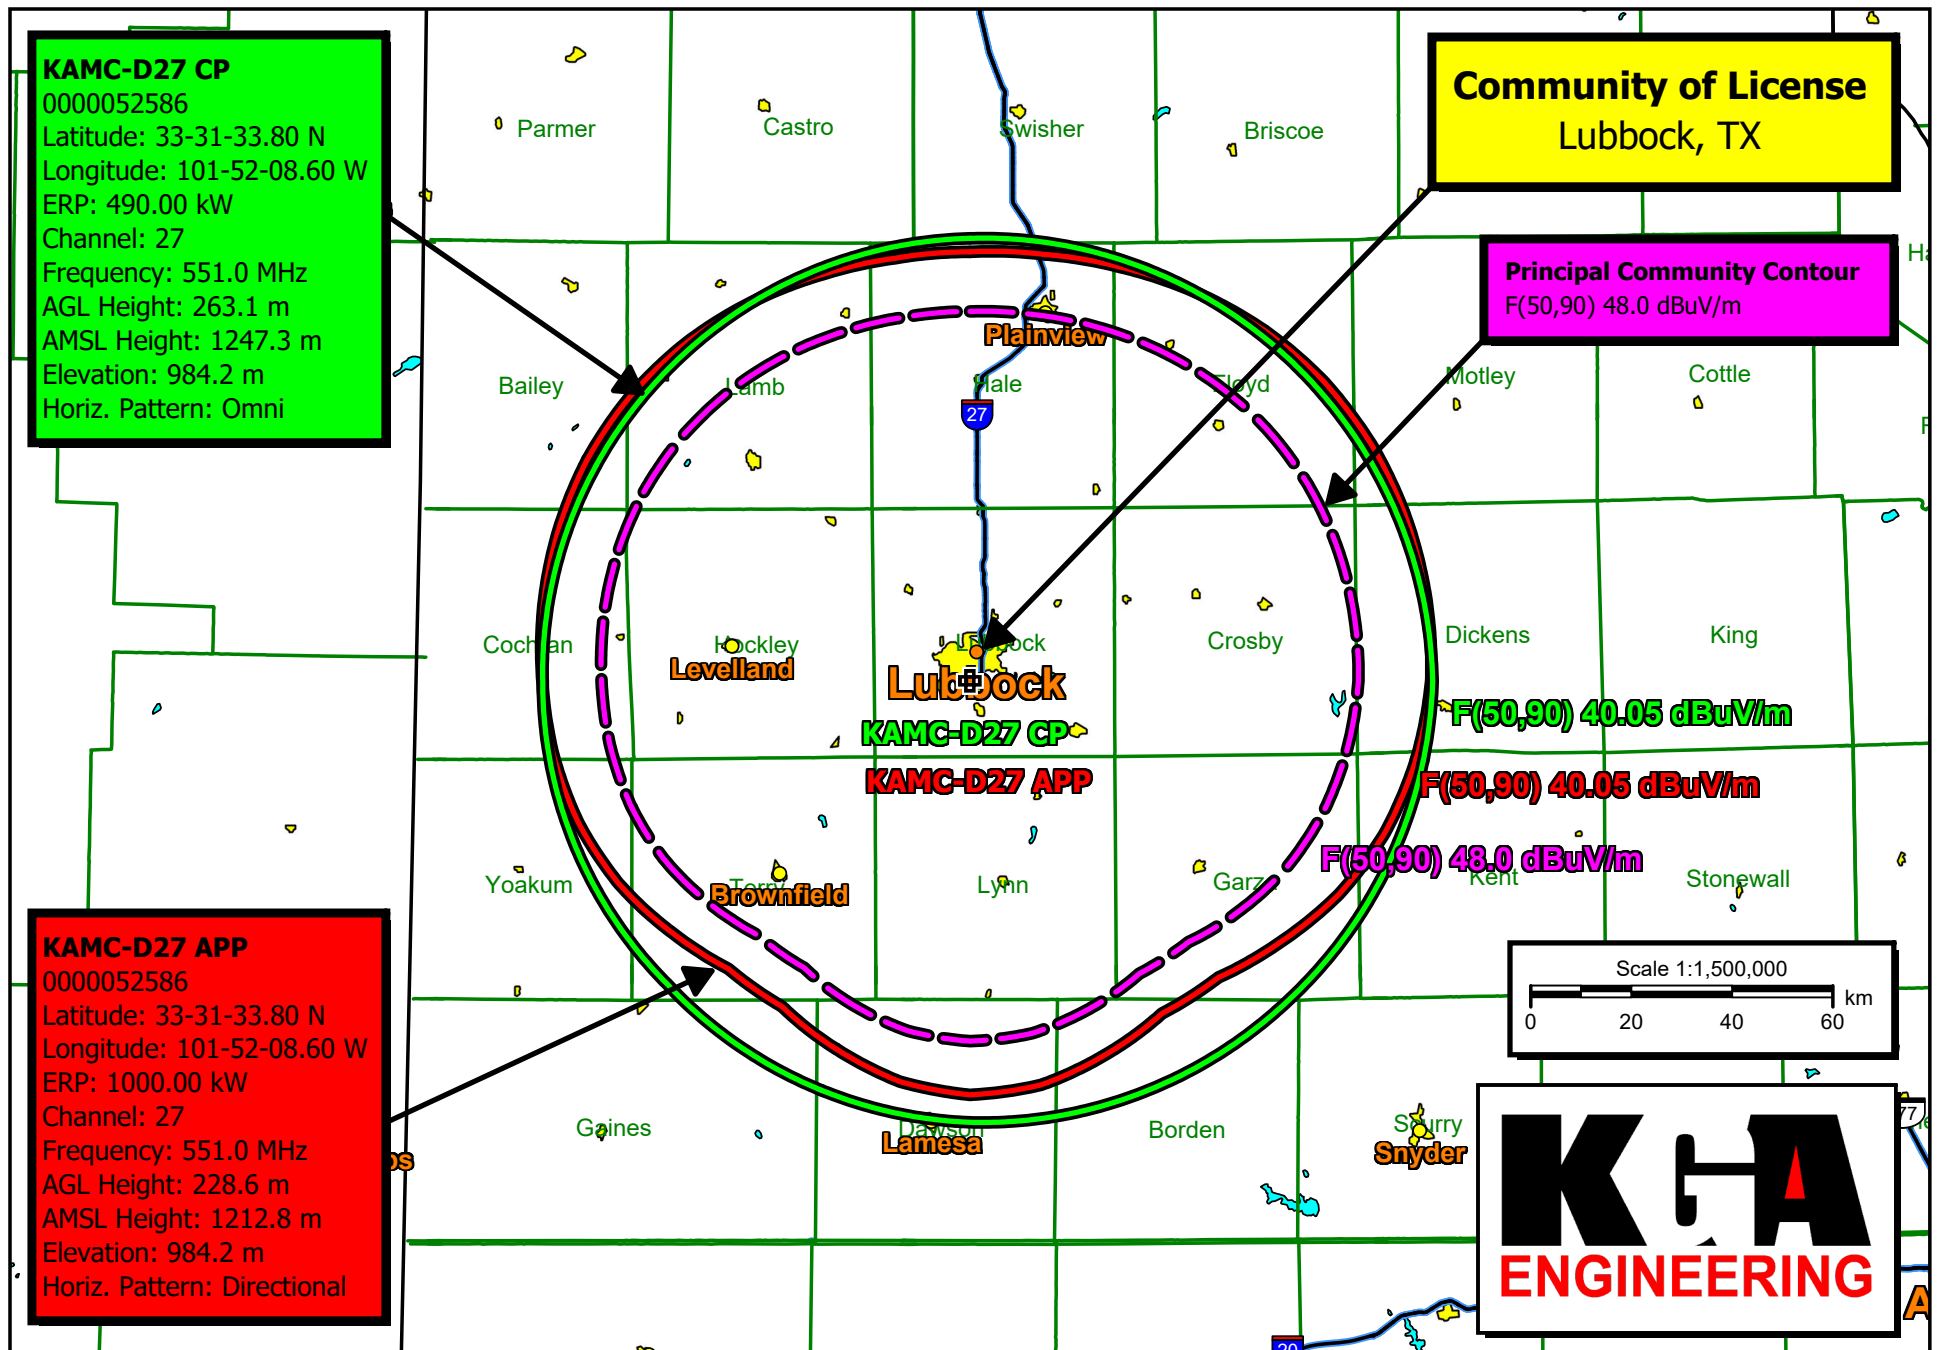 KAMC-D27 CP
0000052586
Latitude: 33-31-33.80 N
Longitude: 101-52-08.60 W
ERP: 490.00 kW
Channel: 27
Frequency: 551.0 MHz
AGL Height: 263.1 m
AMSL Height: 1247.3 m
Elevation: 984.2 m
Horiz. Pattern: Omni
Community of License
Lubbock, TX
Principal Community Contour
F(50,90) 48.0 dBuV/m
Parmer
Castro
Swisher
Briscoe
Plainview
Bailey
Lamb
Hale
Floyd
Motley
Cottle
27
Cochran
Hockley
Lubbock
Crosby
Dickens
King
Levelland
Lubbock
KAMC-D27 CP
KAMC-D27 APP
F(50,90) 40.05 dBuV/m
F(50,90) 40.05 dBuV/m
F(50,90) 48.0 dBuV/m
Yoakum
Terry
Brownfield
Lynn
Garza
Kent
Stonewall
KAMC-D27 APP
0000052586
Latitude: 33-31-33.80 N
Longitude: 101-52-08.60 W
ERP: 1000.00 kW
Channel: 27
Frequency: 551.0 MHz
AGL Height: 228.6 m
AMSL Height: 1212.8 m
Elevation: 984.2 m
Horiz. Pattern: Directional
Scale 1:1,500,000
km
0 20 40 60
Gaines
Dawson
Lamesa
Borden
Scurry
Snyder
KGA
ENGINEERING
20